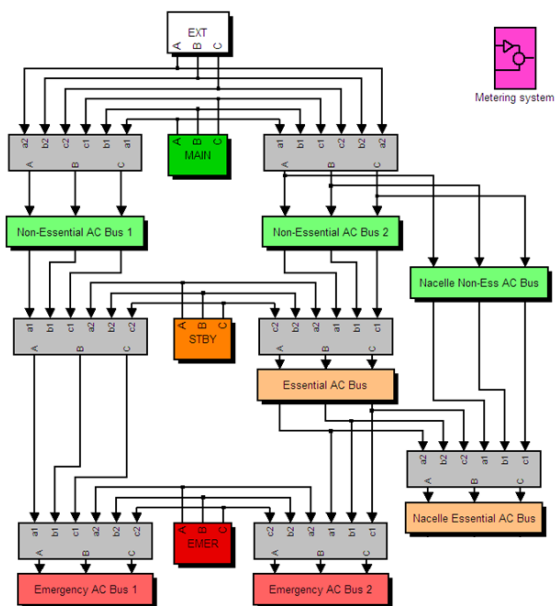 EXT
A B C
Metering system
a2 b2 c2 c1 b1 a1
A B C
A B C
MAIN
a1 b1 c1 c2 b2 a2
A B C
Non-Essential AC Bus 1
Non-Essential AC Bus 2
Nacelle Non-Ess AC Bus
a1 b1 c1 a2 b2 c2
A B C
A B C
STBY
c2 b2 a2 a1 b1 c1
A B C
Essential AC Bus
a2 b2 c2 a1 b1 c1
A B C
Nacelle Essential AC Bus
a1 b1 c1 a2 b2 c2
A B C
A B C
EMER
c2 b2 a2 a1 b1 c1
A B C
Emergency AC Bus 1
Emergency AC Bus 2